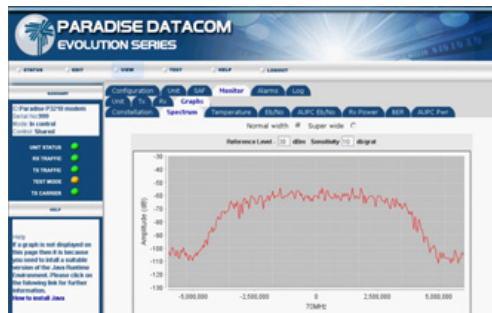 PARADISE DATACOM
EVOLUTION SERIES
STATUS EDIT VIEW TEST HELP LOGOUT
SUMMARY
Configuration Unit SAF Monitor Alarms Log
Unit Tx Rx Graphs
Constellation Spectrum Temperature Eb/No AUPC Eb/No Rx Power BER AUPC Pwr
ID:Paradise P3210 modem
Serial No:999
Mode: In control
Control: Shared
Normal width Super wide
Reference Level - 30 dBm Sensitivity 10 db/grat
UNIT STATUS
RX TRAFFIC
TX TRAFFIC
TEST MODE
TX CARRIER
HELP
Help
If a graph is not displayed on
this page then it is because
you need to intall a suitable
version of the Java Runtime
Environment. Please click on
the following link for further
information.
How to install Java
Amplitude (dB)
-30
-40
-50
-60
-70
-80
-90
-100
-110
-120
-130
-5,000,000 -2,500,000 0 2,500,000 5,000,000
70MHz